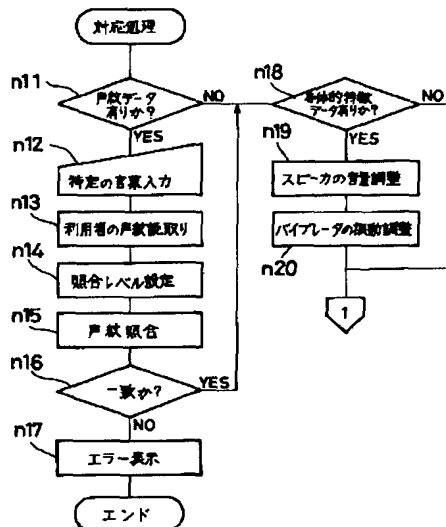 対応処理
n11
声紋データ
有りか?
NO
YES
n12
特定の言葉入力
n13
利用者の声紋読取り
n14
照合レベル設定
n15
声紋照合
n16
一致か?
YES
NO
n17
エラー表示
エンド
n18
身体的特徴
データ有りか?
NO
YES
n19
スピーカの音量調整
n20
バイブレータの振動調整
1